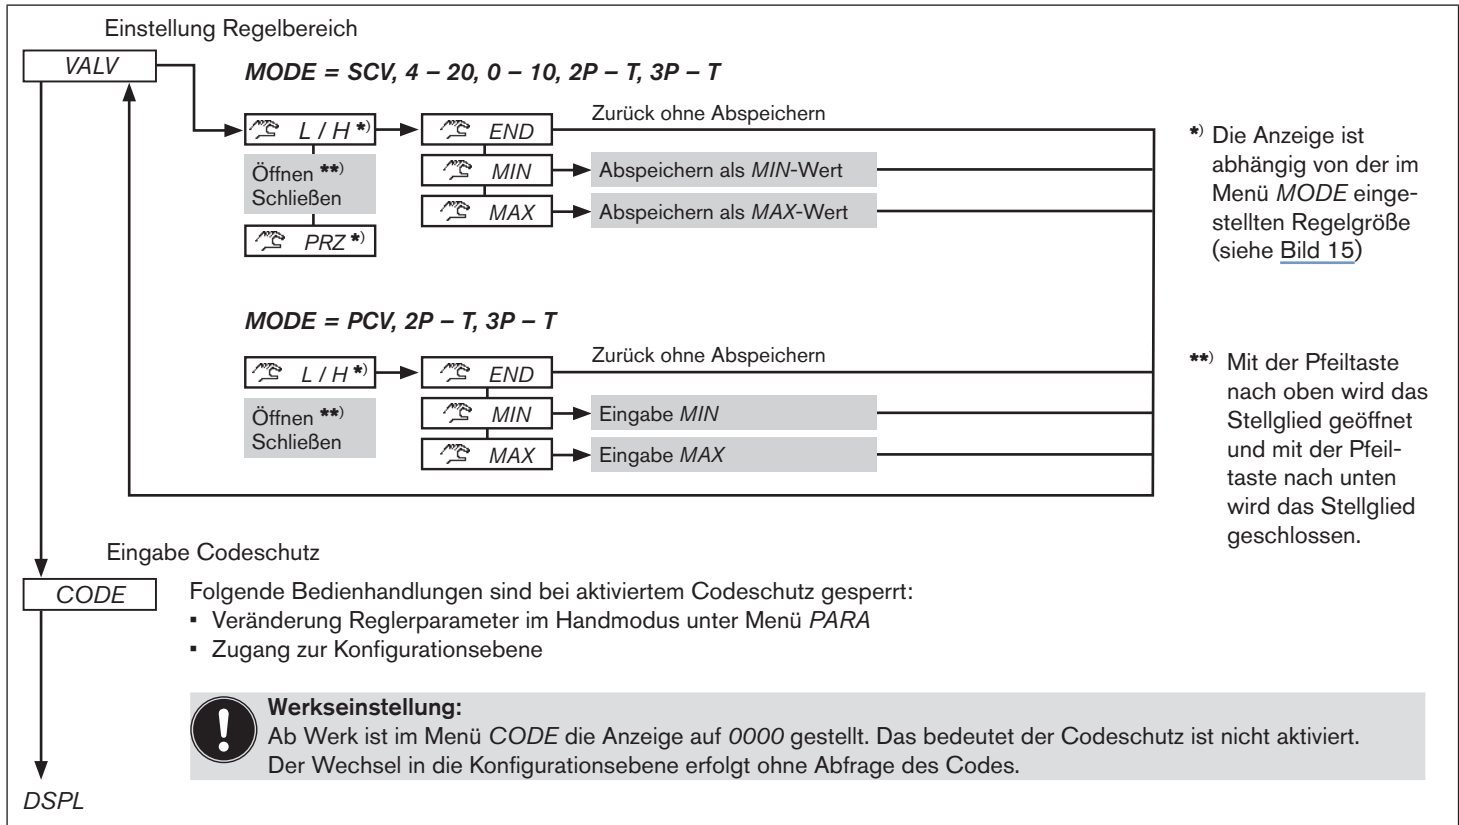 Einstellung Regelbereich
VALV
MODE = SCV, 4 – 20, 0 – 10, 2P – T, 3P – T
L / H *)
END
Zurück ohne Abspeichern
Öffnen **)
Schließen
MIN
Abspeichern als MIN-Wert
MAX
Abspeichern als MAX-Wert
PRZ *)
*) Die Anzeige ist
abhängig von der im
Menü MODE einge-
stellten Regelgröße
(siehe Bild 15)
MODE = PCV, 2P – T, 3P – T
L / H *)
END
Zurück ohne Abspeichern
Öffnen **)
Schließen
MIN
Eingabe MIN
MAX
Eingabe MAX
**) Mit der Pfeiltaste
nach oben wird das
Stellglied geöffnet
und mit der Pfeil-
taste nach unten
wird das Stellglied
geschlossen.
Eingabe Codeschutz
CODE
Folgende Bedienhandlungen sind bei aktiviertem Codeschutz gesperrt:
▪ Veränderung Reglerparameter im Handmodus unter Menü PARA
▪ Zugang zur Konfigurationsebene
Werkseinstellung:
Ab Werk ist im Menü CODE die Anzeige auf 0000 gestellt. Das bedeutet der Codeschutz ist nicht aktiviert.
Der Wechsel in die Konfigurationsebene erfolgt ohne Abfrage des Codes.
DSPL